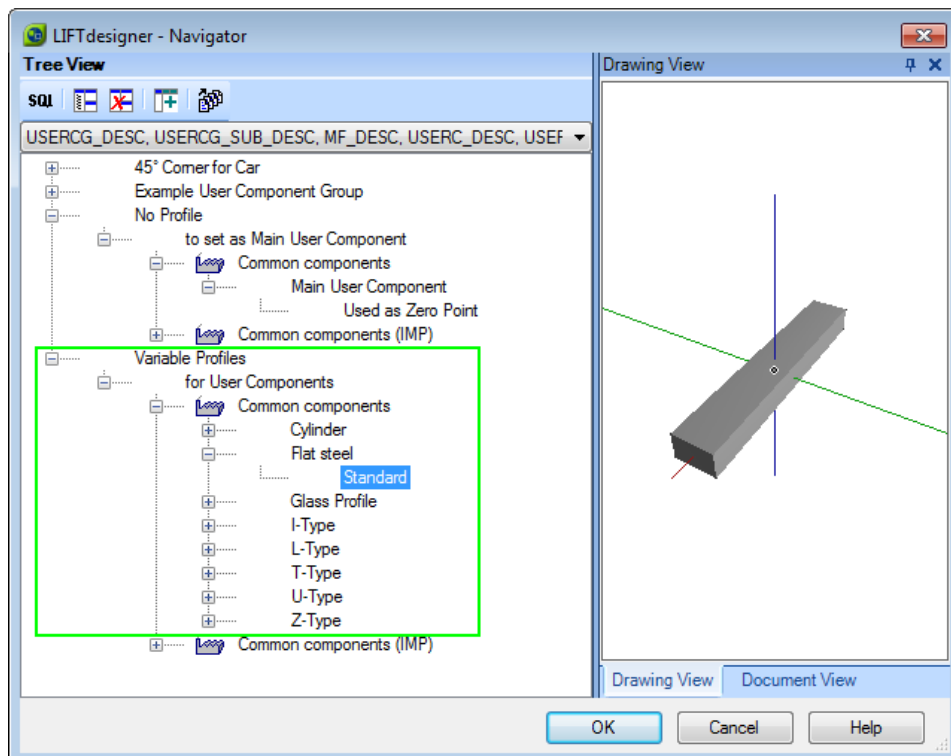 LIFTdesigner - Navigator
Tree View
Drawing View
SQL
USERCG_DESC, USERCG_SUB_DESC, MF_DESC, USERC_DESC, USEF
45° Corner for Car
Example User Component Group
No Profile
to set as Main User Component
Common components
Main User Component
Used as Zero Point
Common components (IMP)
Variable Profiles
for User Components
Common components
Cylinder
Flat steel
Standard
Glass Profile
I-Type
L-Type
T-Type
U-Type
Z-Type
Common components (IMP)
Drawing View
Document View
OK
Cancel
Help